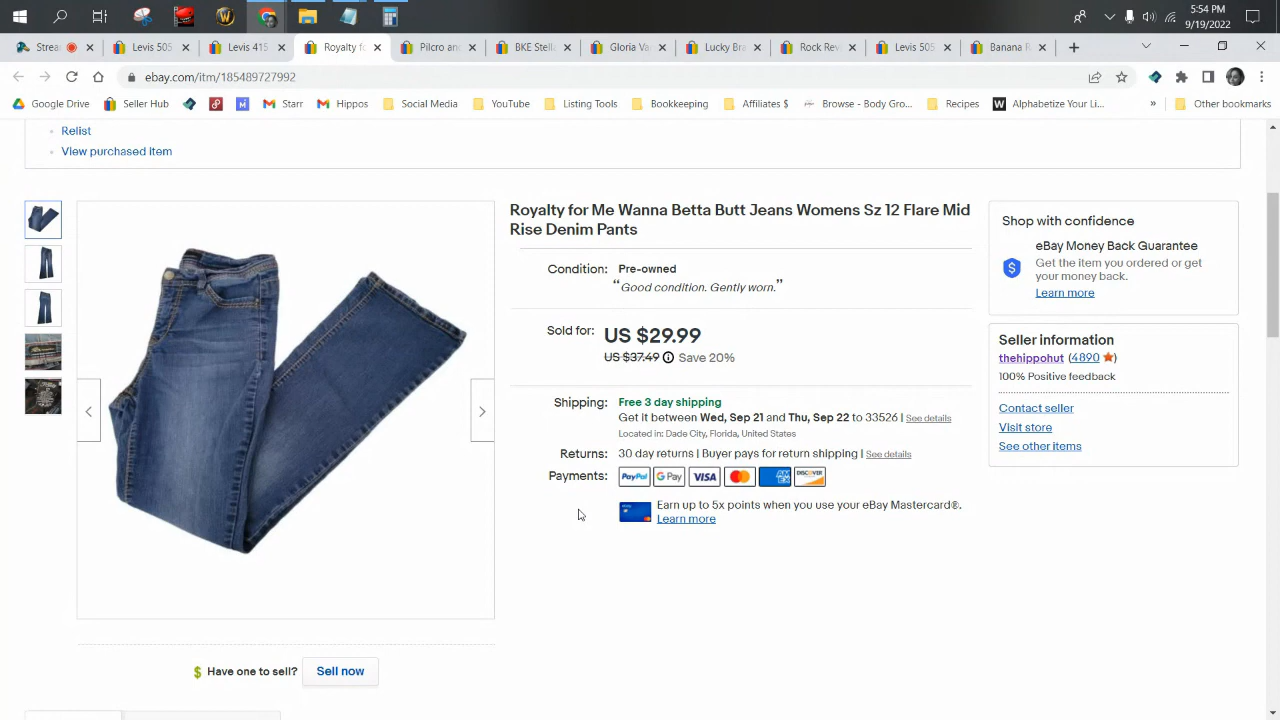 5:54 PM
9/19/2022
Strea
Levis 505
Levis 415
Royalty fo
Pilcro an
BKE Stella
Gloria Va
Lucky Bra
Rock Rev
Levis 505
Banana R
ebay.com/itm/185489727992
Google Drive
Seller Hub
Starr
Hippos
Social Media
YouTube
Listing Tools
Bookkeeping
Affiliates $
Browse - Body Gro...
Recipes
Alphabetize Your Li...
»
Other bookmarks
Relist
View purchased item
Royalty for Me Wanna Betta Butt Jeans Womens Sz 12 Flare Mid
Rise Denim Pants
Condition: Pre-owned
“Good condition. Gently worn.”
Sold for: US $29.99
US $37.49 Save 20%
Shipping: Free 3 day shipping
Get it between Wed, Sep 21 and Thu, Sep 22 to 33526 | See details
Located in: Dade City, Florida, United States
Returns: 30 day returns | Buyer pays for return shipping | See details
Payments: PayPal G Pay VISA DISCOVER
Earn up to 5x points when you use your eBay Mastercard®.
Learn more
Shop with confidence
eBay Money Back Guarantee
Get the item you ordered or get
your money back.
Learn more
Seller information
thehippohut (4890)
100% Positive feedback
Contact seller
Visit store
See other items
Have one to sell? Sell now